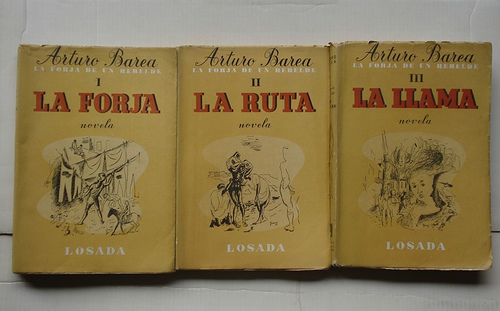 Arturo Barea
LA FORJA DE UN REBELDE
I
LA FORJA
novela
LOSADA
Arturo Barea
LA FORJA DE UN REBELDE
II
LA RUTA
novela
LOSADA
Arturo Barea
LA FORJA DE UN REBELDE
III
LA LLAMA
novela
LOSADA